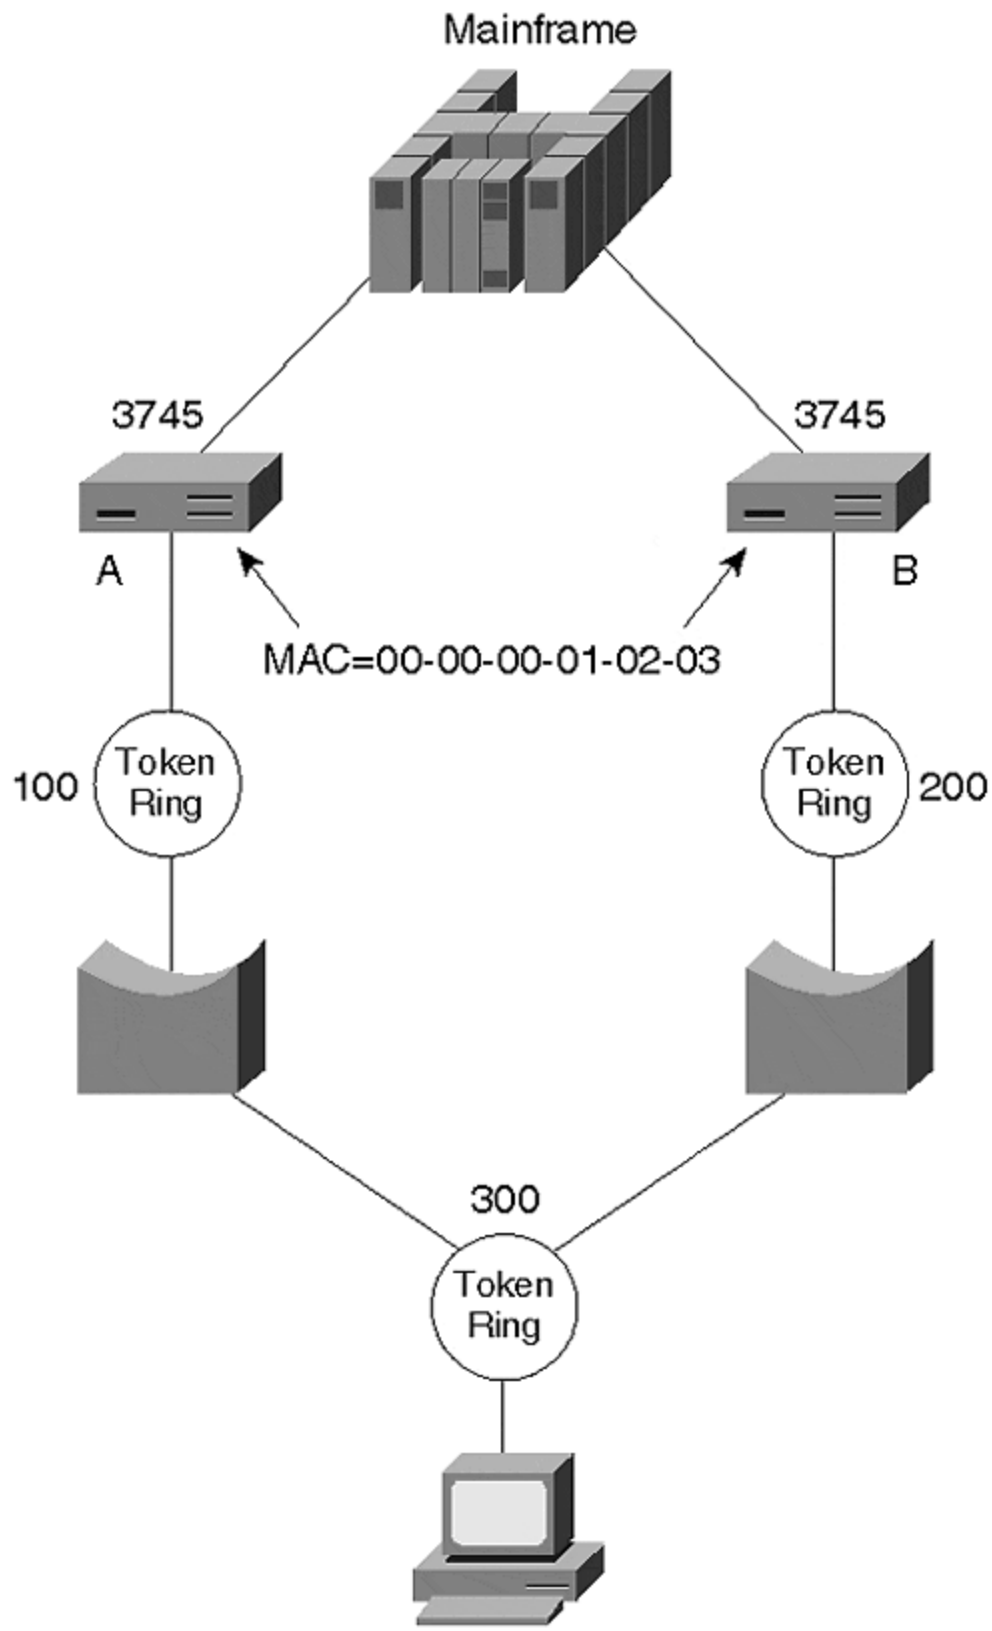 Mainframe
3745
3745
A
B
MAC=00-00-00-01-02-03
100
Token
Ring
Token
Ring
200
300
Token
Ring